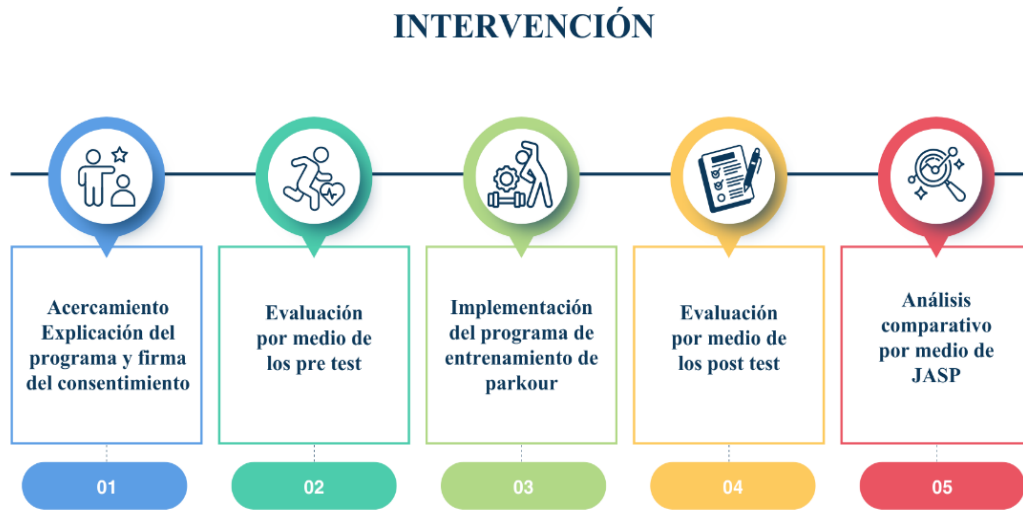 INTERVENCIÓN
Acercamiento
Explicación del
programa y firma
del consentimiento
01
Evaluación
por medio de
los pre test
02
Implementación
del programa de
entrenamiento de
parkour
03
Evaluación
por medio de
los post test
04
Análisis
comparativo
por medio de
JASP
05